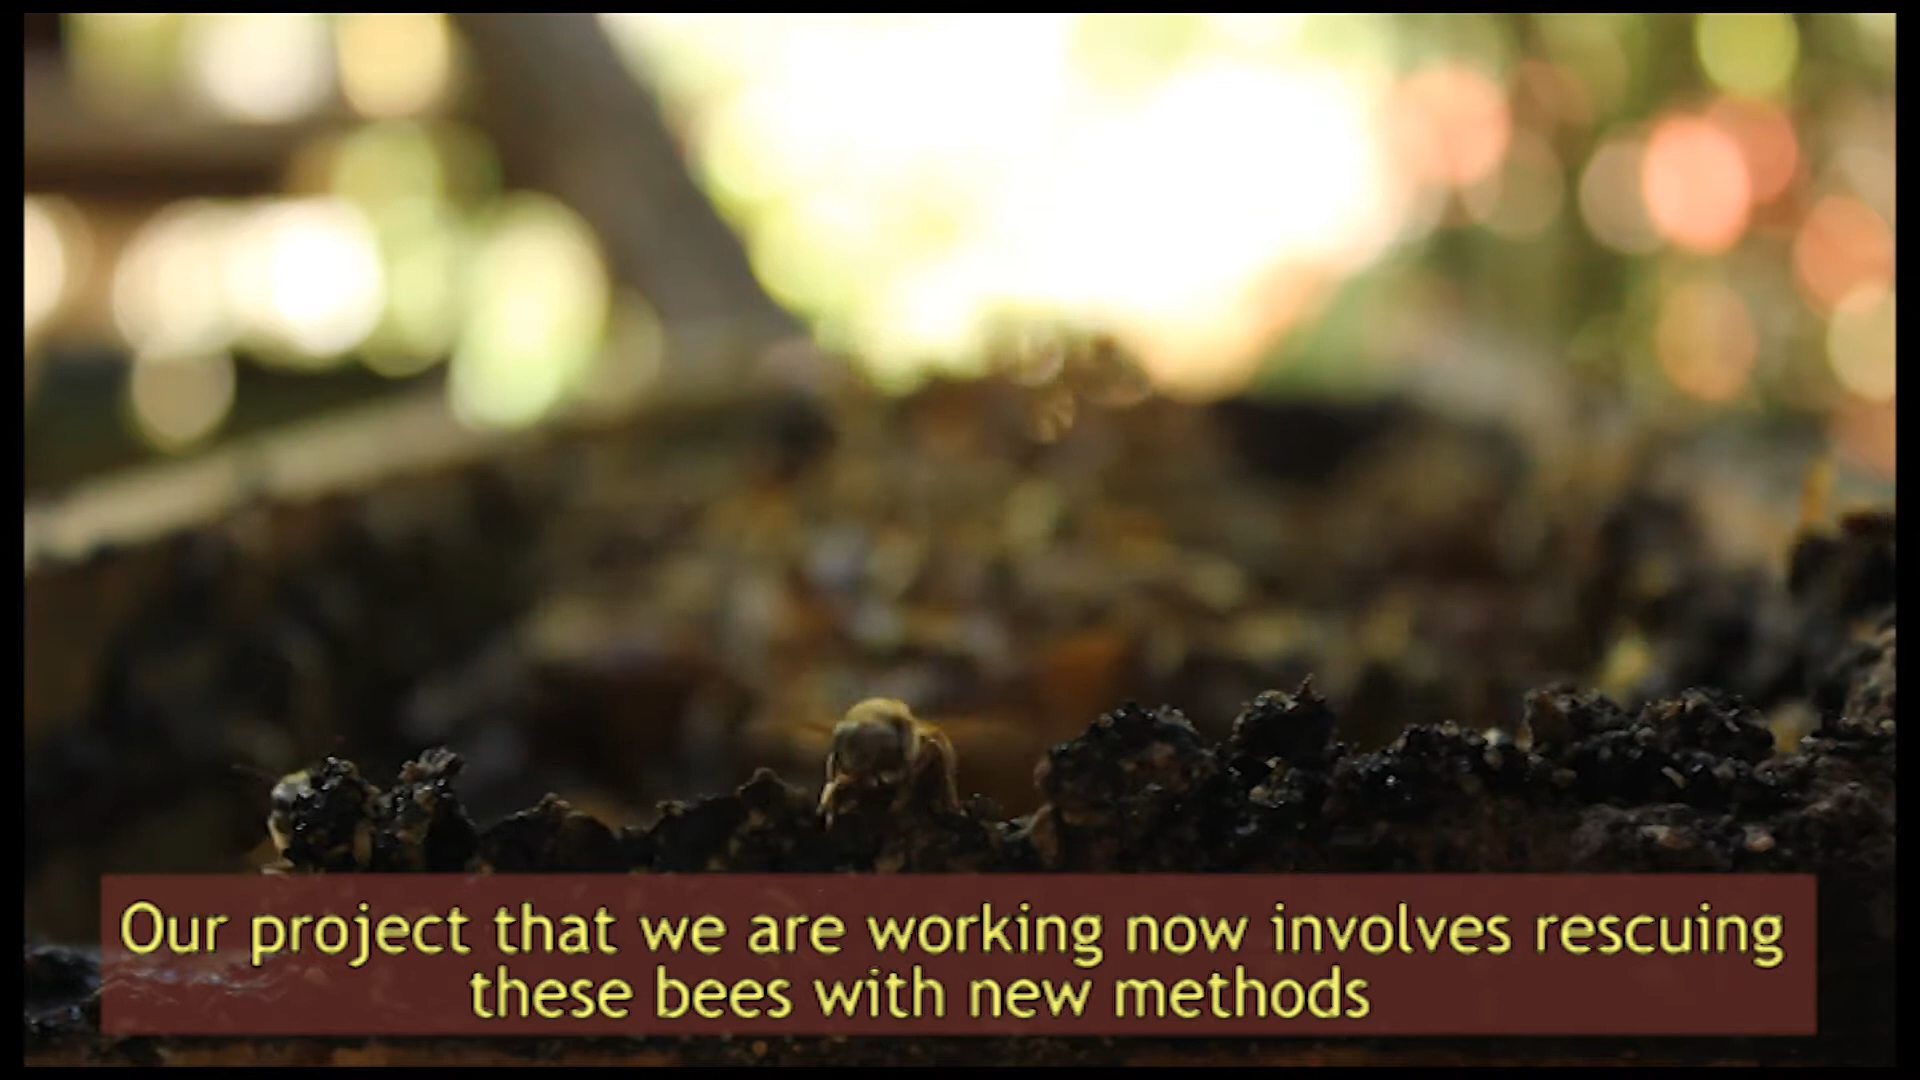 Our project that we are working now involves rescuing
these bees with new methods